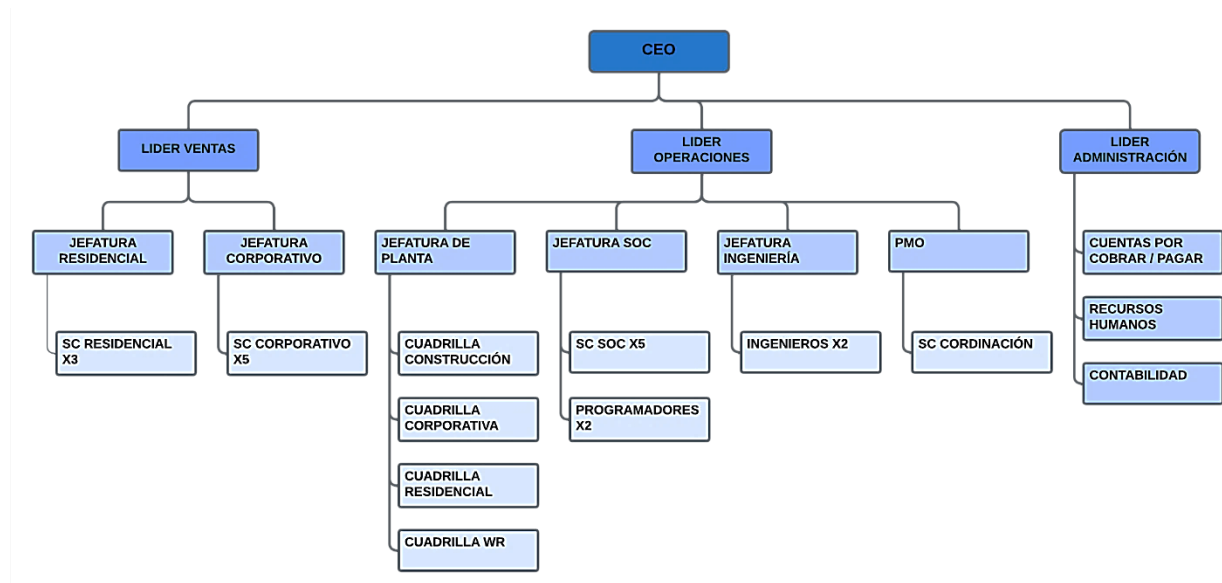 CEO
LIDER VENTAS
LIDER
OPERACIONES
LIDER
ADMINISTRACIÓN
JEFATURA
RESIDENCIAL
JEFATURA
CORPORATIVO
JEFATURA DE
PLANTA
JEFATURA SOC
JEFATURA
INGENIERÍA
PMO
CUENTAS POR
COBRAR / PAGAR
RECURSOS
HUMANOS
CONTABILIDAD
SC RESIDENCIAL
X3
SC CORPORATIVO
X5
CUADRILLA
CONSTRUCCIÓN
CUADRILLA
CORPORATIVA
CUADRILLA
RESIDENCIAL
CUADRILLA WR
SC SOC X5
PROGRAMADORES
X2
INGENIEROS X2
SC CORDINACIÓN